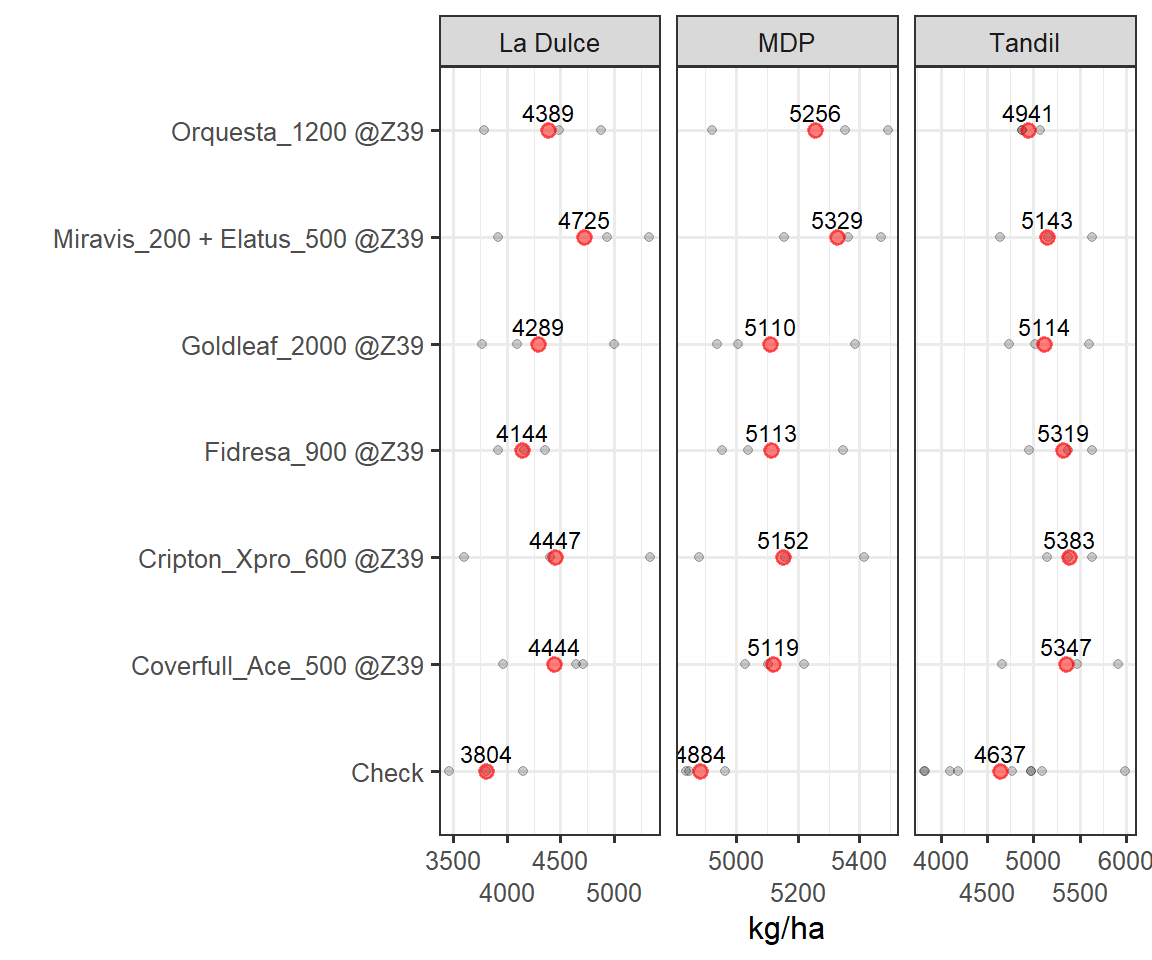 La Dulce MDP Tandil
Orquesta_1200 @Z39 4389 5256 4941
Miravis_200 + Elatus_500 @Z39 4725 5329 5143
Goldleaf_2000 @Z39 4289 5110 5114
Fidresa_900 @Z39 4144 5113 5319
Cripton_Xpro_600 @Z39 4447 5152 5383
Coverfull_Ace_500 @Z39 4444 5119 5347
Check 3804 4884 4637
3500 4500 5000 5400 4000 5000 6000
4000 5000 5200 4500 5500
kg/ha